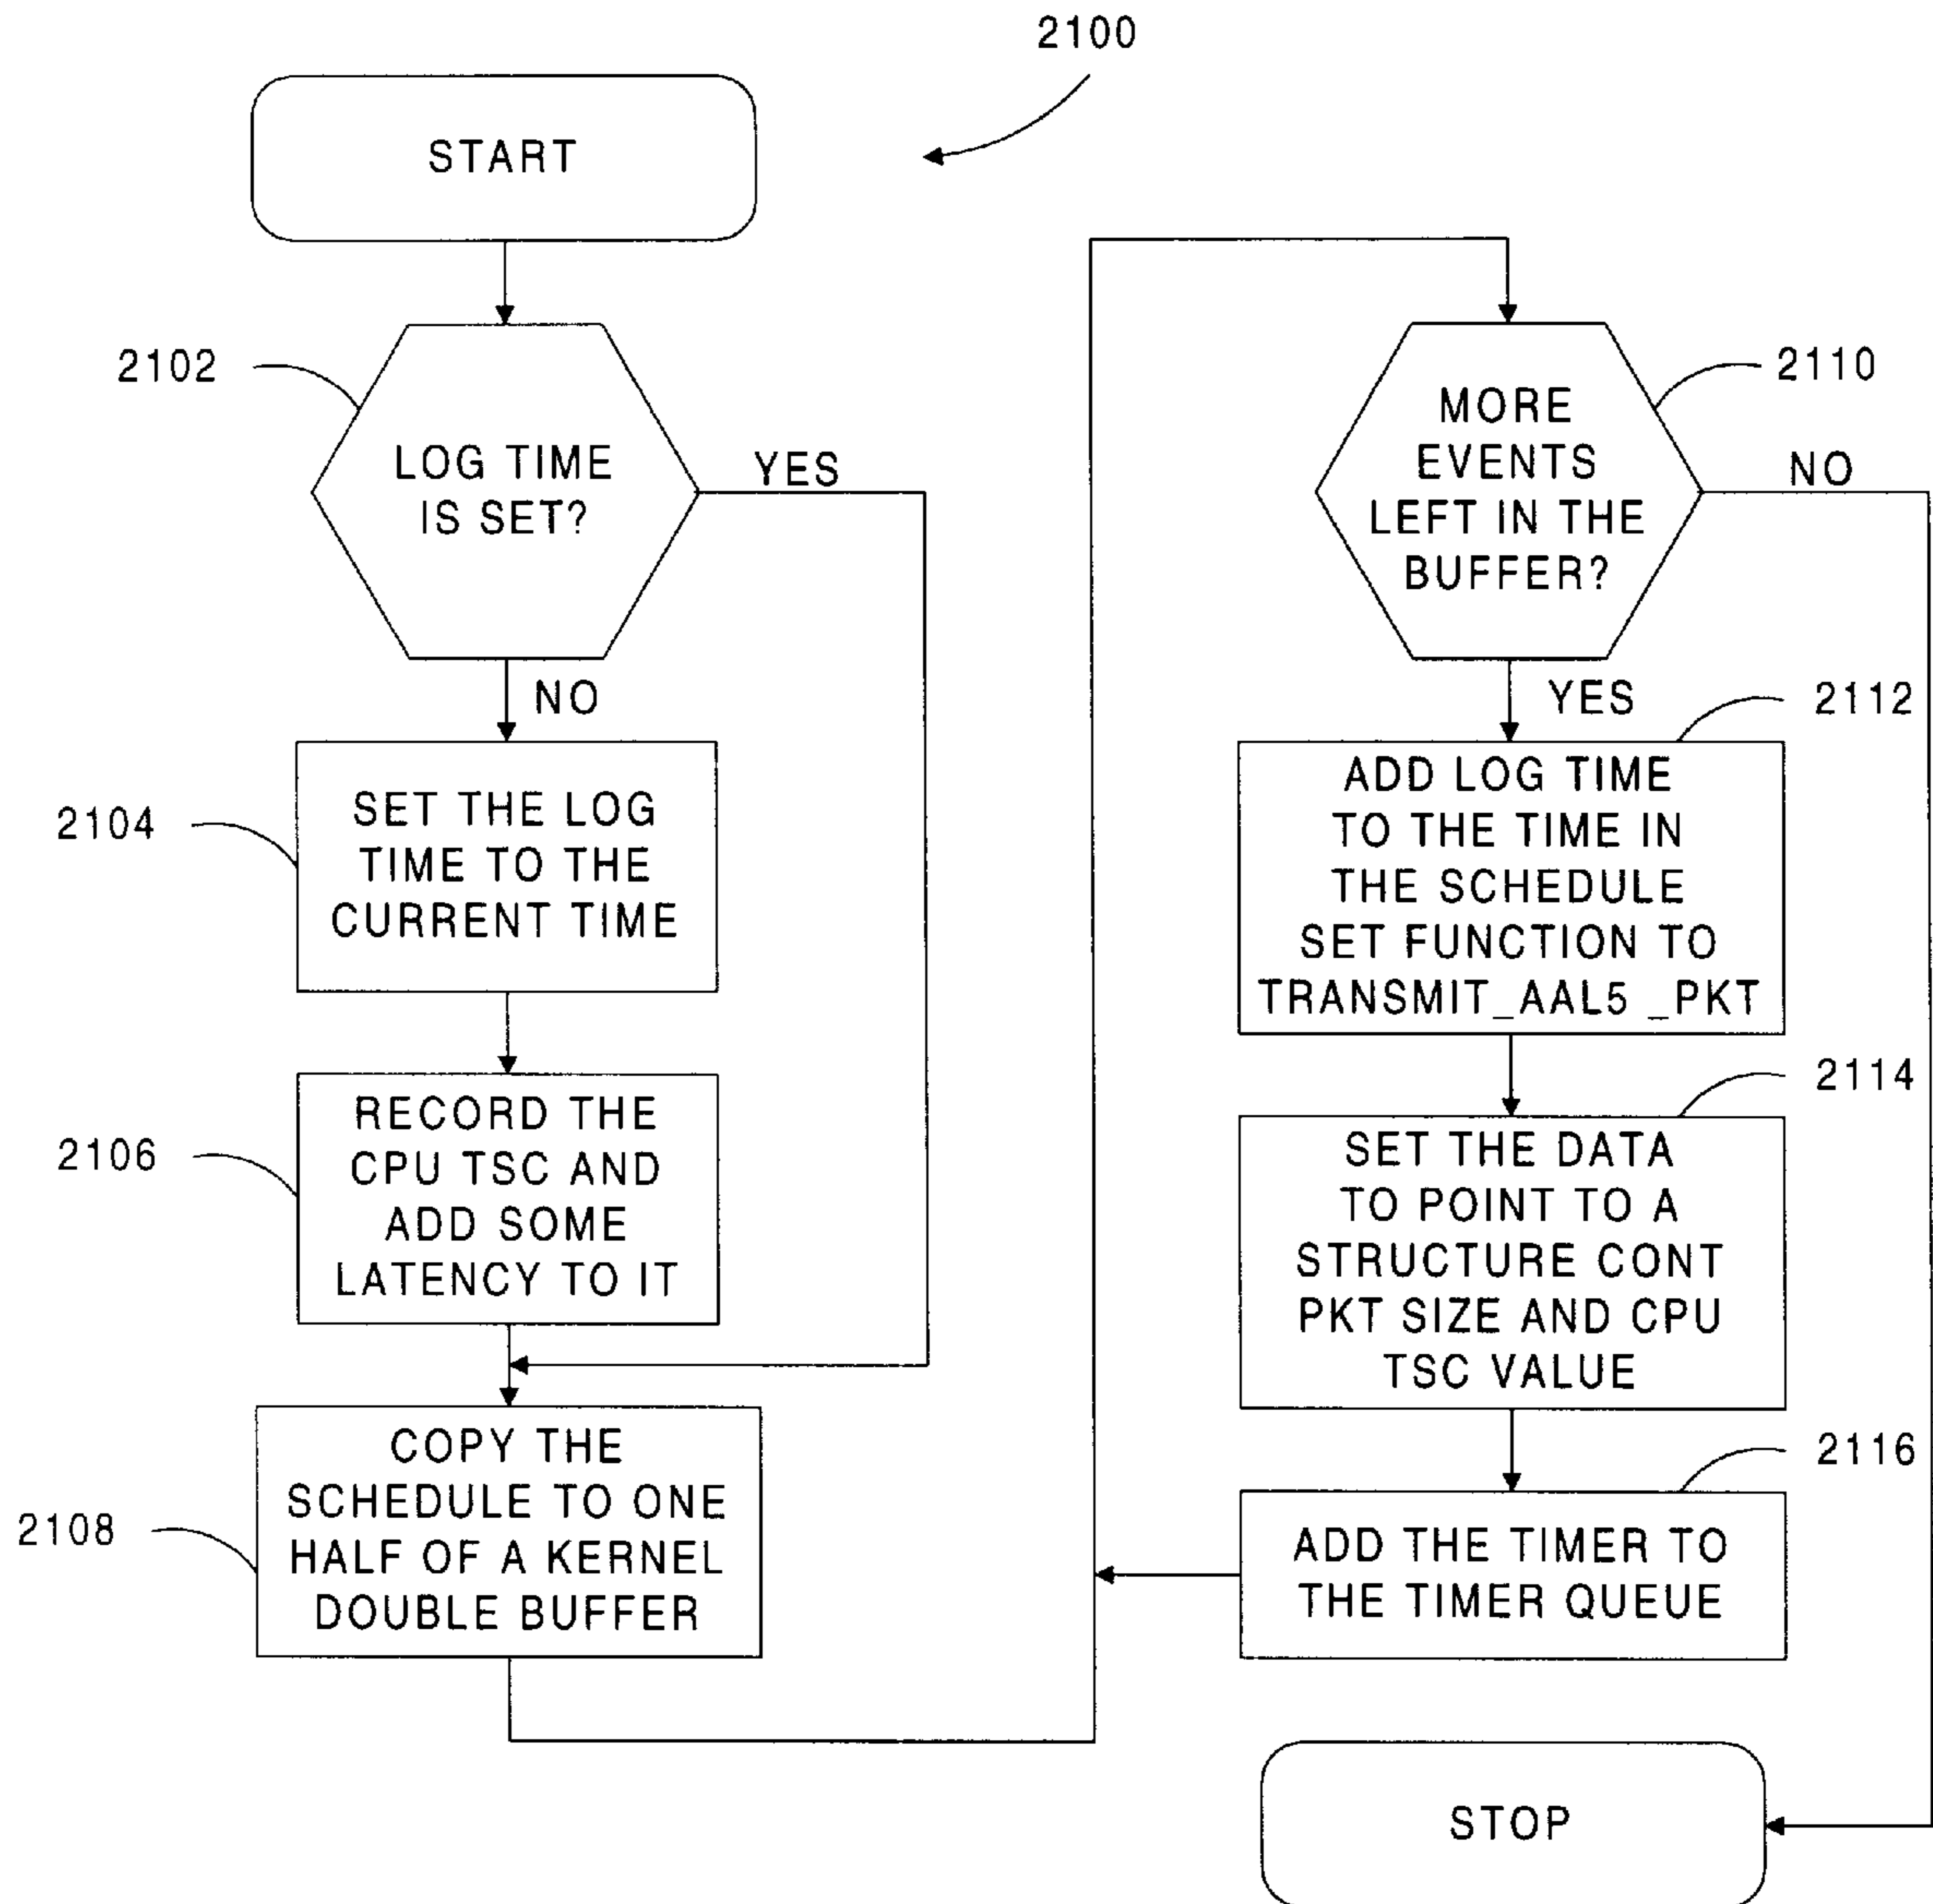 2100
START
2102
LOG TIME
IS SET?
YES
NO
2104
SET THE LOG
TIME TO THE
CURRENT TIME
2106
RECORD THE
CPU TSC AND
ADD SOME
LATENCY TO IT
2108
COPY THE
SCHEDULE TO ONE
HALF OF A KERNEL
DOUBLE BUFFER
2110
MORE
EVENTS
LEFT IN THE
BUFFER?
NO
YES
2112
ADD LOG TIME
TO THE TIME IN
THE SCHEDULE
SET FUNCTION TO
TRANSMIT_AAL5 _PKT
2114
SET THE DATA
TO POINT TO A
STRUCTURE CONT
PKT SIZE AND CPU
TSC VALUE
2116
ADD THE TIMER TO
THE TIMER QUEUE
STOP